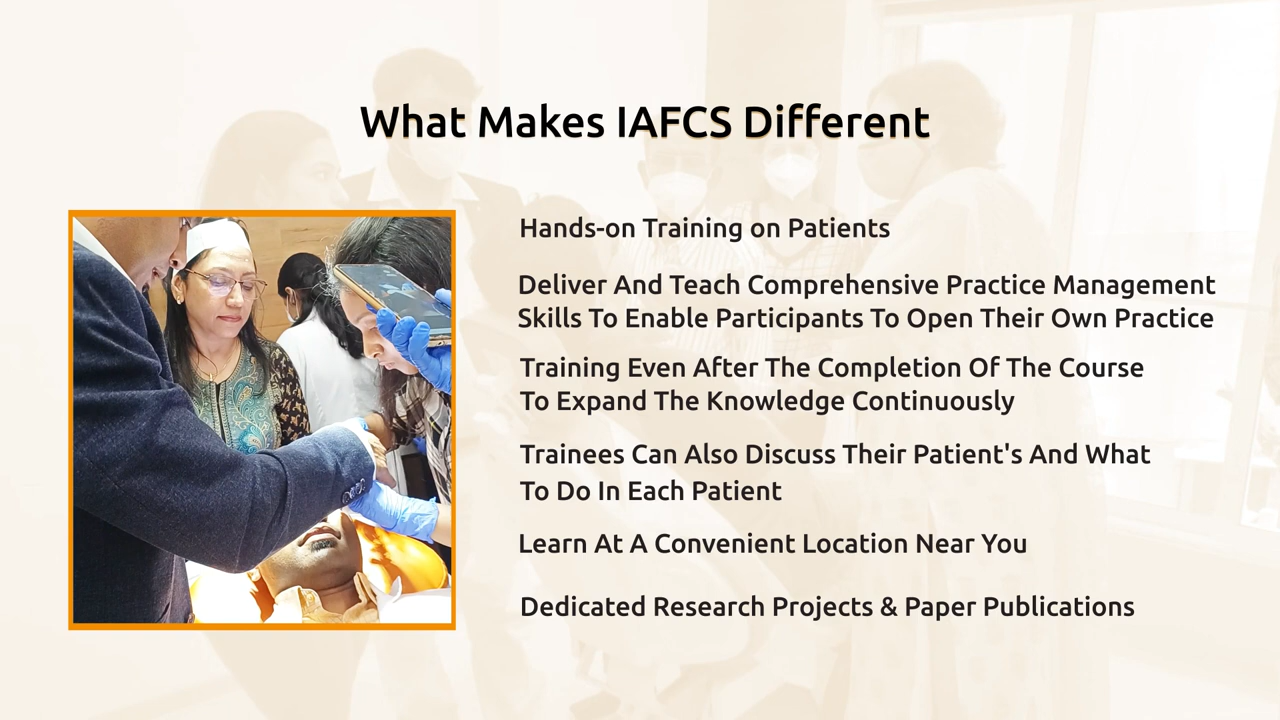 What Makes IAFCS Different
Hands-on Training on Patients
Deliver And Teach Comprehensive Practice Management
Skills To Enable Participants To Open Their Own Practice
Training Even After The Completion Of The Course
To Expand The Knowledge Continuously
Trainees Can Also Discuss Their Patient's And What
To Do In Each Patient
Learn At A Convenient Location Near You
Dedicated Research Projects & Paper Publications